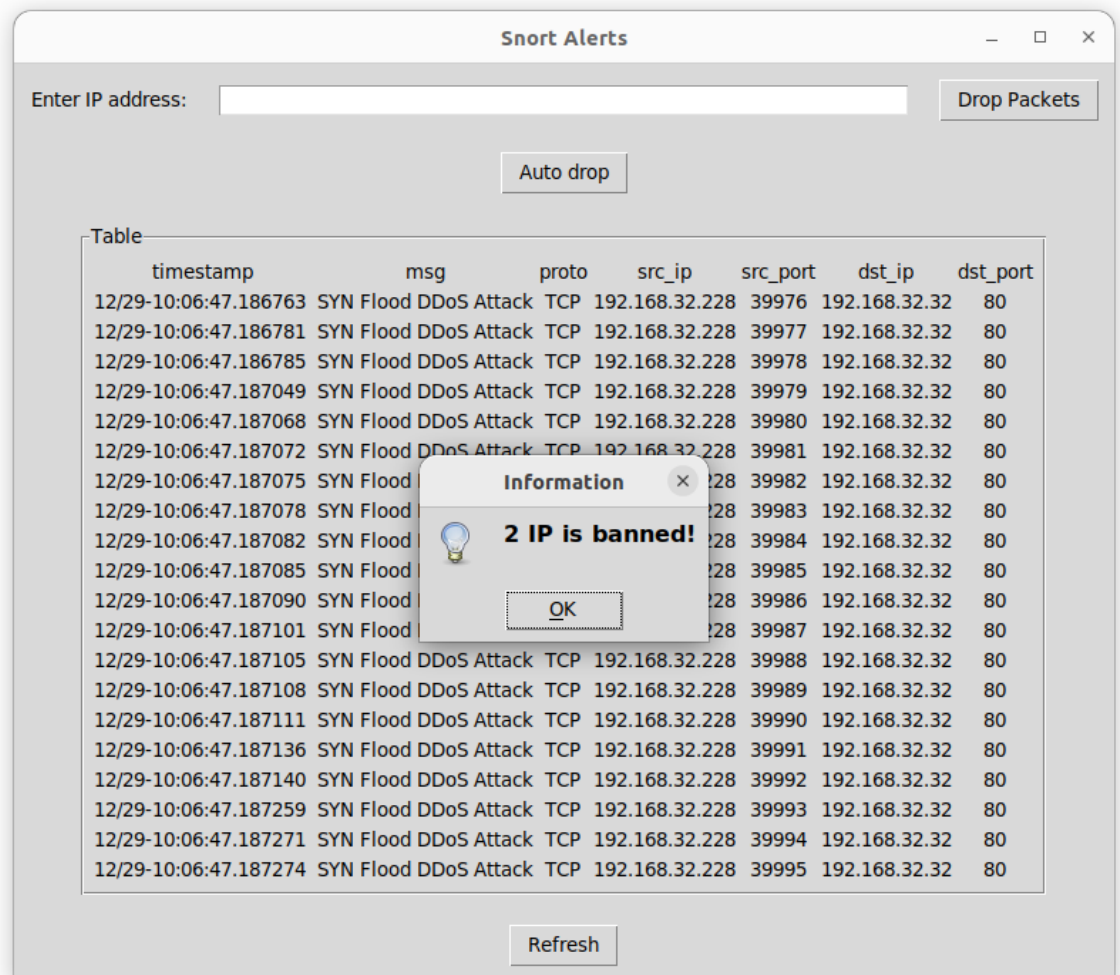 Snort Alerts
Enter IP address: Drop Packets
Auto drop
Table
timestamp msg proto src_ip src_port dst_ip dst_port
12/29-10:06:47.186763 SYN Flood DDoS Attack TCP 192.168.32.228 39976 192.168.32.32 80
12/29-10:06:47.186781 SYN Flood DDoS Attack TCP 192.168.32.228 39977 192.168.32.32 80
12/29-10:06:47.186785 SYN Flood DDoS Attack TCP 192.168.32.228 39978 192.168.32.32 80
12/29-10:06:47.187049 SYN Flood DDoS Attack TCP 192.168.32.228 39979 192.168.32.32 80
12/29-10:06:47.187068 SYN Flood DDoS Attack TCP 192.168.32.228 39980 192.168.32.32 80
12/29-10:06:47.187072 SYN Flood DDoS Attack TCP 192.168.32.228 39981 192.168.32.32 80
12/29-10:06:47.187075 SYN Flood 228 39982 192.168.32.32 80
12/29-10:06:47.187078 SYN Flood 228 39983 192.168.32.32 80
12/29-10:06:47.187082 SYN Flood 228 39984 192.168.32.32 80
12/29-10:06:47.187085 SYN Flood 228 39985 192.168.32.32 80
12/29-10:06:47.187090 SYN Flood 228 39986 192.168.32.32 80
12/29-10:06:47.187101 SYN Flood 228 39987 192.168.32.32 80
12/29-10:06:47.187105 SYN Flood DDoS Attack TCP 192.168.32.228 39988 192.168.32.32 80
12/29-10:06:47.187108 SYN Flood DDoS Attack TCP 192.168.32.228 39989 192.168.32.32 80
12/29-10:06:47.187111 SYN Flood DDoS Attack TCP 192.168.32.228 39990 192.168.32.32 80
12/29-10:06:47.187136 SYN Flood DDoS Attack TCP 192.168.32.228 39991 192.168.32.32 80
12/29-10:06:47.187140 SYN Flood DDoS Attack TCP 192.168.32.228 39992 192.168.32.32 80
12/29-10:06:47.187259 SYN Flood DDoS Attack TCP 192.168.32.228 39993 192.168.32.32 80
12/29-10:06:47.187271 SYN Flood DDoS Attack TCP 192.168.32.228 39994 192.168.32.32 80
12/29-10:06:47.187274 SYN Flood DDoS Attack TCP 192.168.32.228 39995 192.168.32.32 80
Information
2 IP is banned!
OK
Refresh